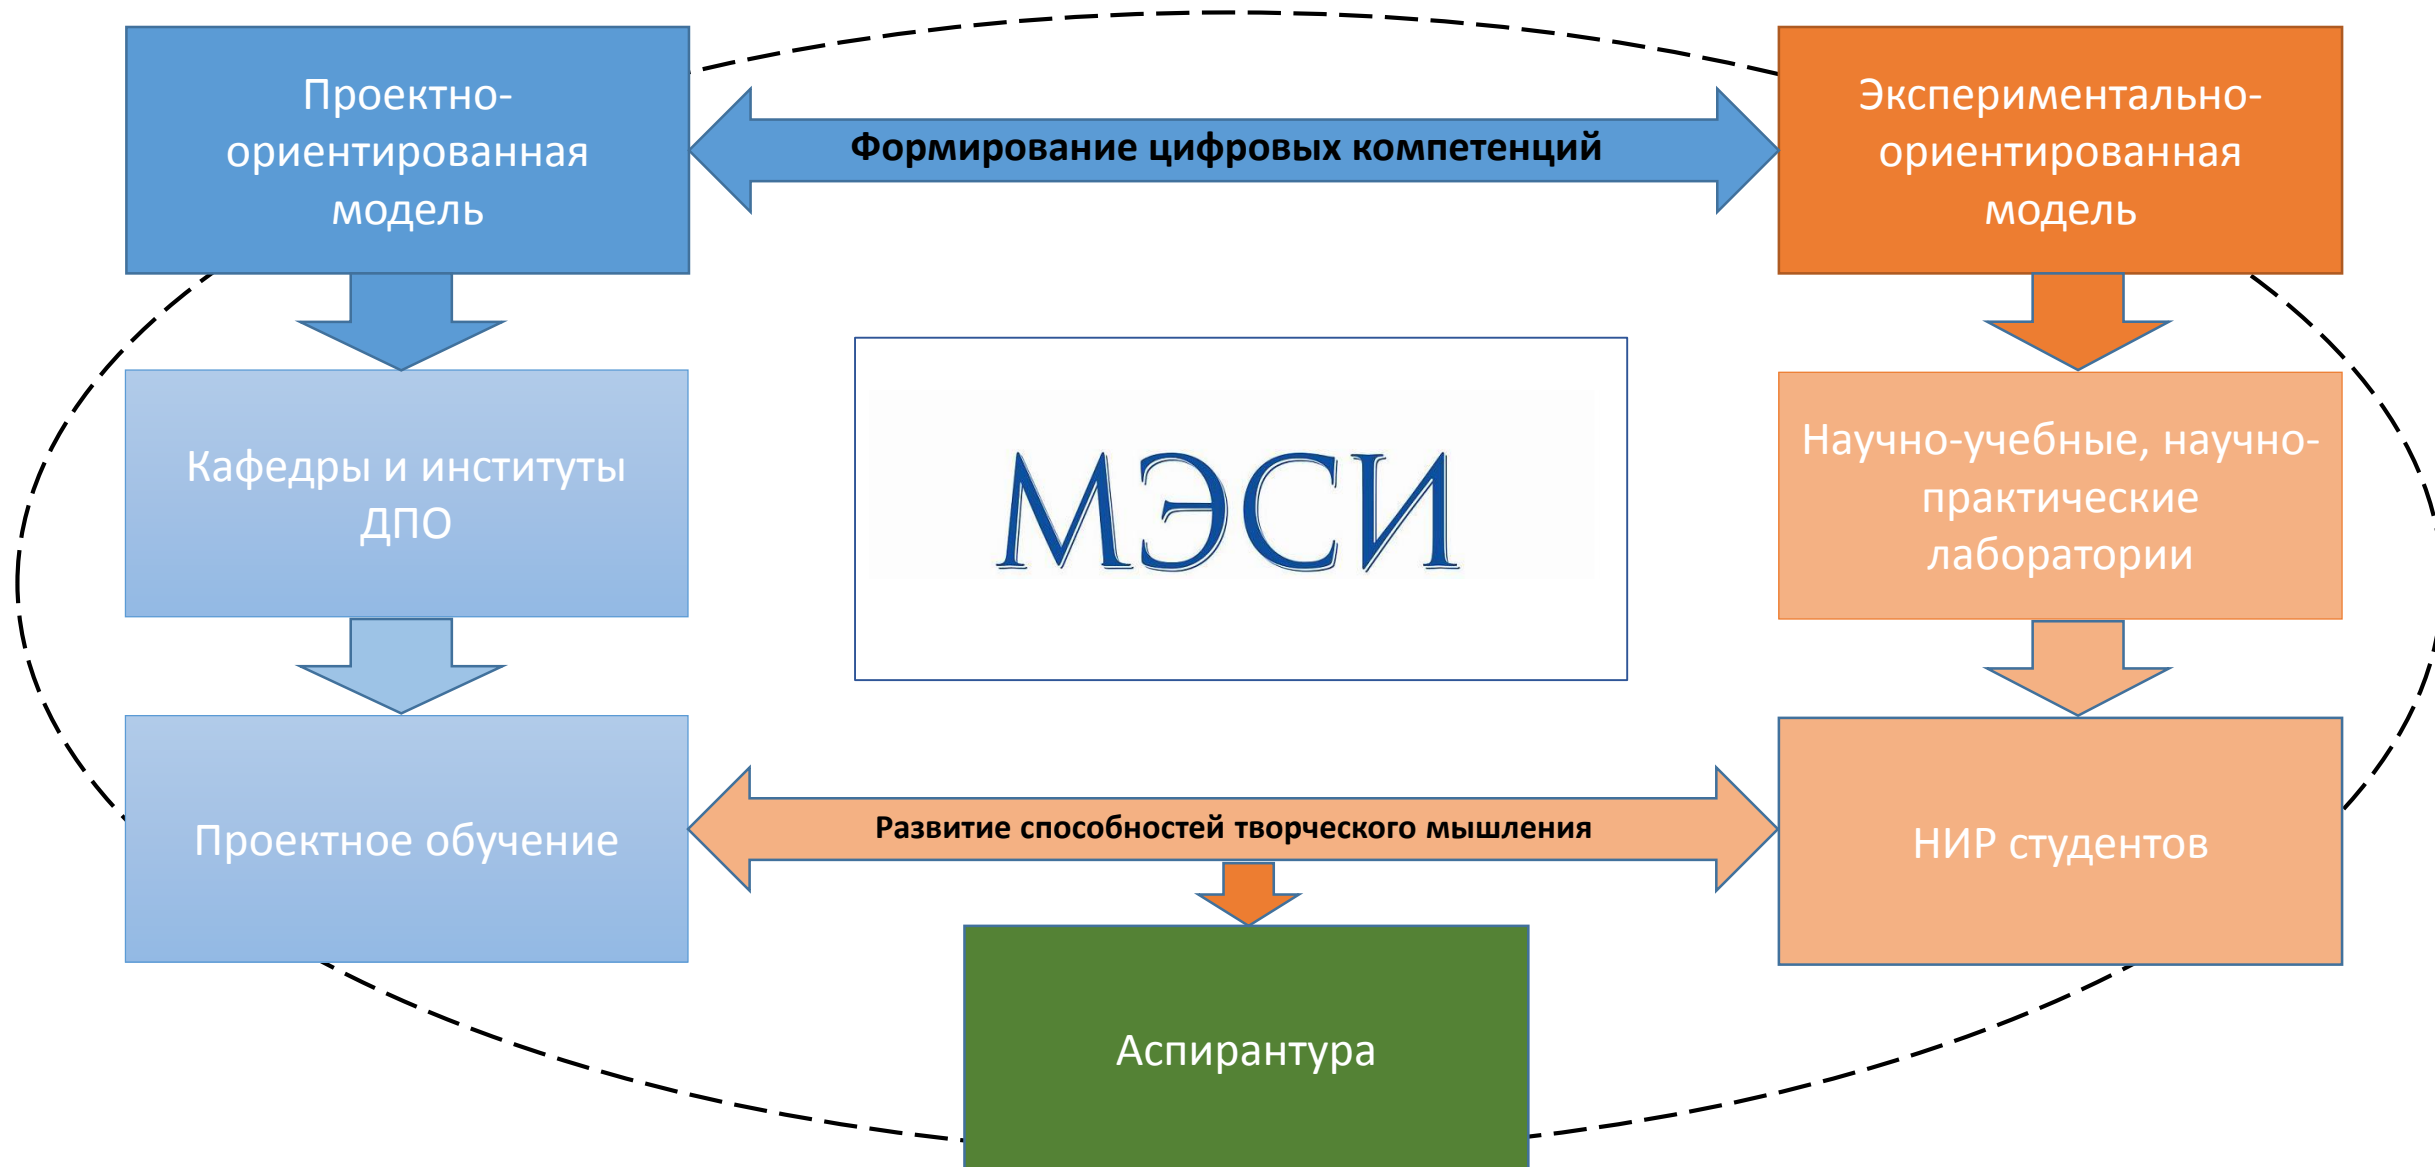 Проектно-
ориентированная
модель
Формирование цифровых компетенций
Экспериментально-
ориентированная
модель
Кафедры и институты
ДПО
МЭСИ
Научно-учебные, научно-
практические
лаборатории
Проектное обучение
Развитие способностей творческого мышления
НИР студентов
Аспирантура